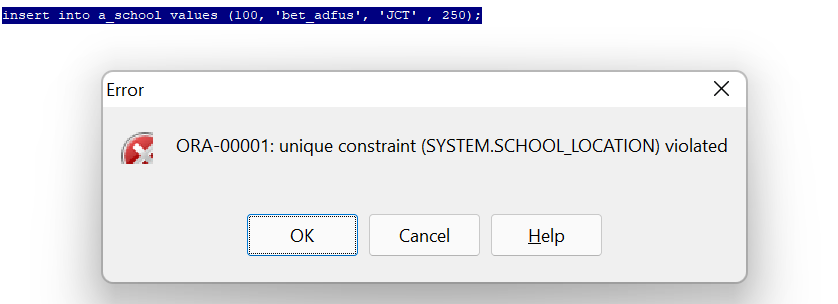 insert into a_school values (100, 'bet_adfus', 'JCT' , 250);
Error
ORA-00001: unique constraint (SYSTEM.SCHOOL_LOCATION) violated
OK Cancel Help